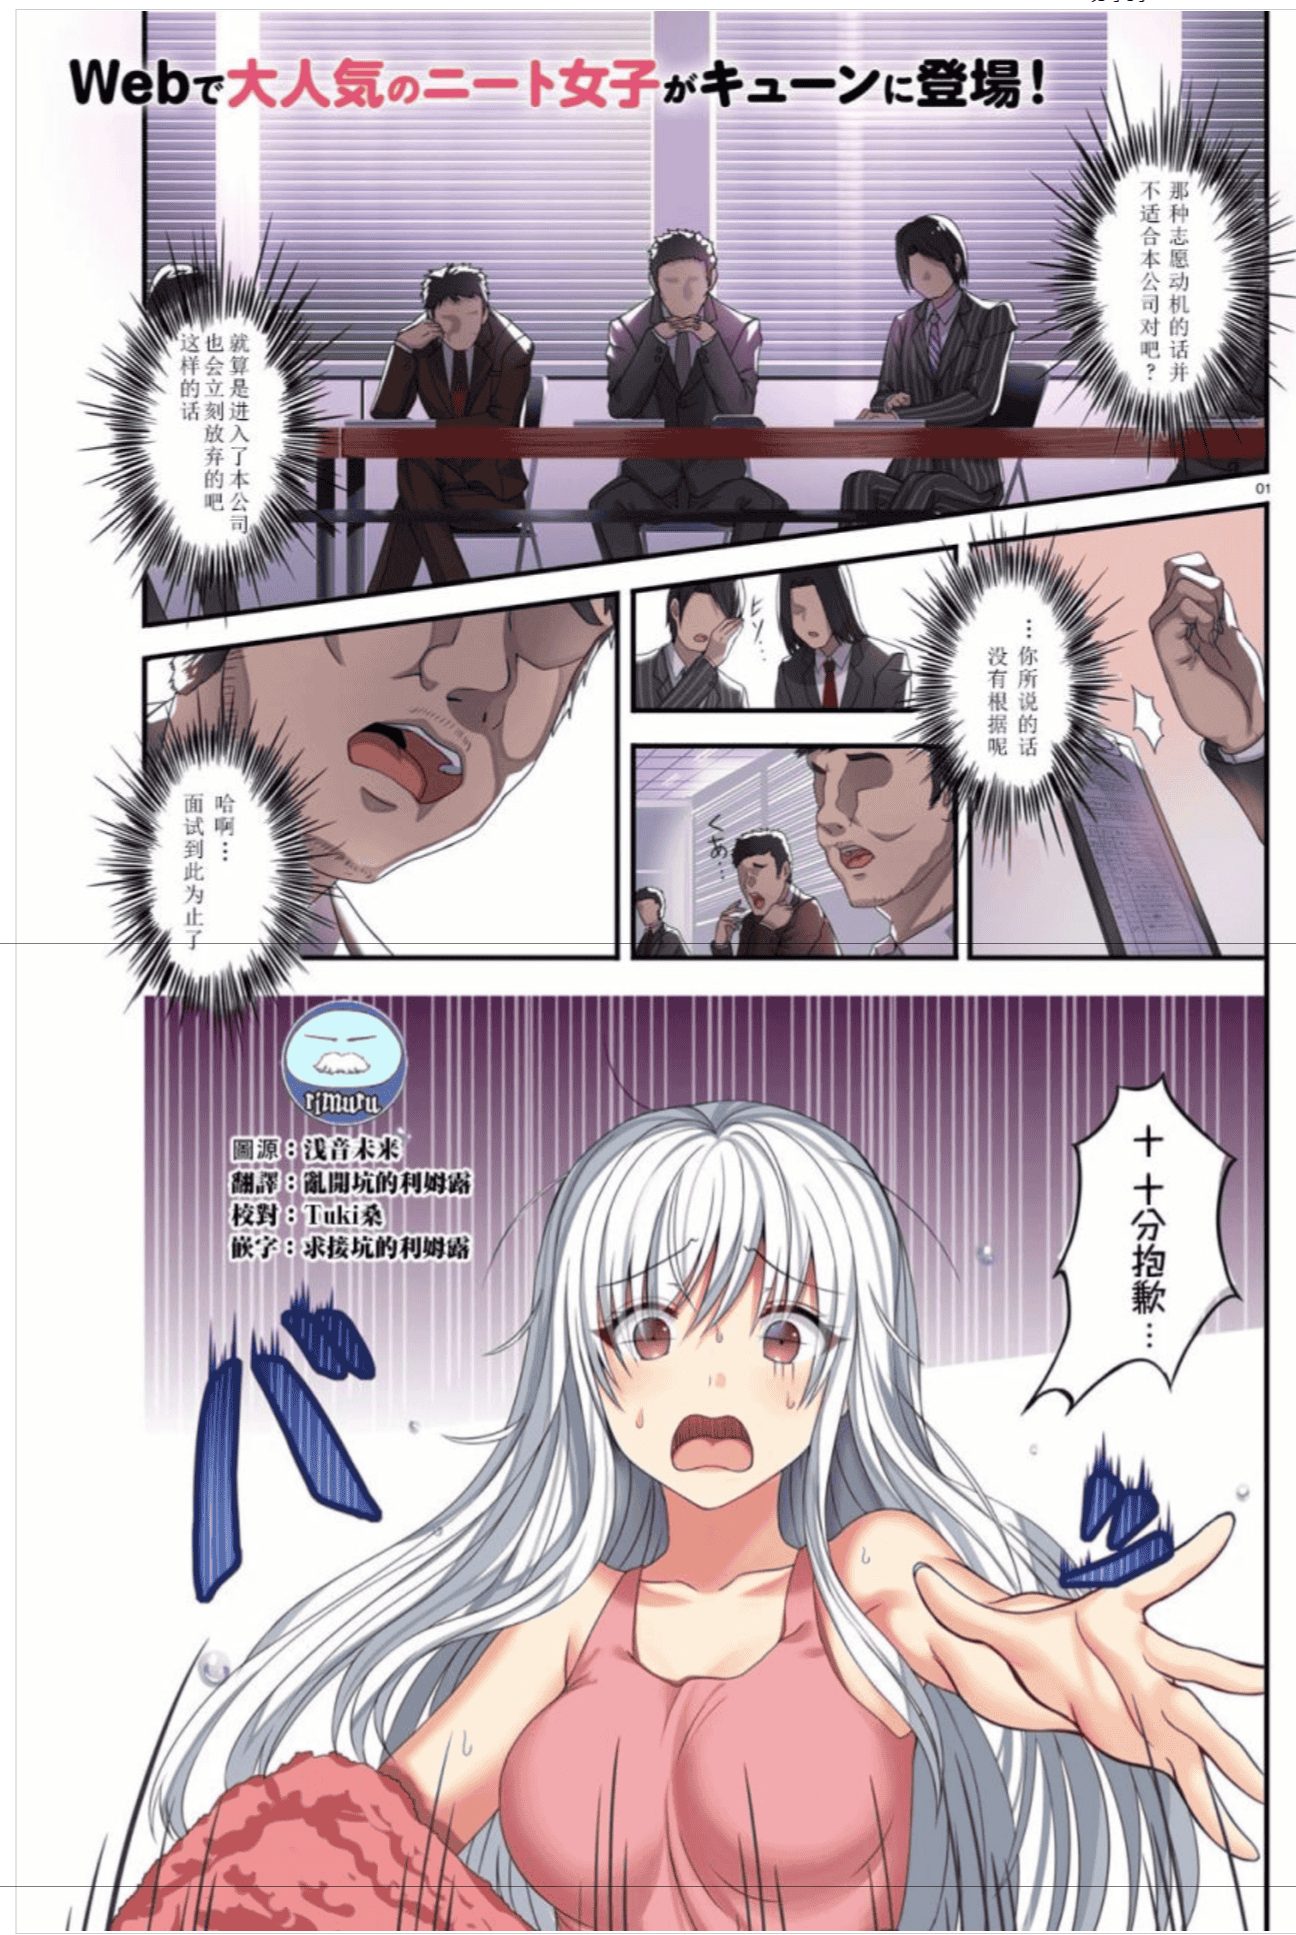 Webで大人気のニート女子がキューンに登場！
那种志愿动机的话并
不适合本公司对吧？
就算是进入了本公司
也会立刻放弃的吧
这样的话
01
…你所说的话
没有根据呢
ヒソ…
くあ…
哈啊…
面试到此为止了
rimuru
圖源：浅音未来
翻譯：亂開坑的利姆露
校對：Tuki桑
嵌字：求接坑的利姆露
十 十分抱歉…
ガバッ